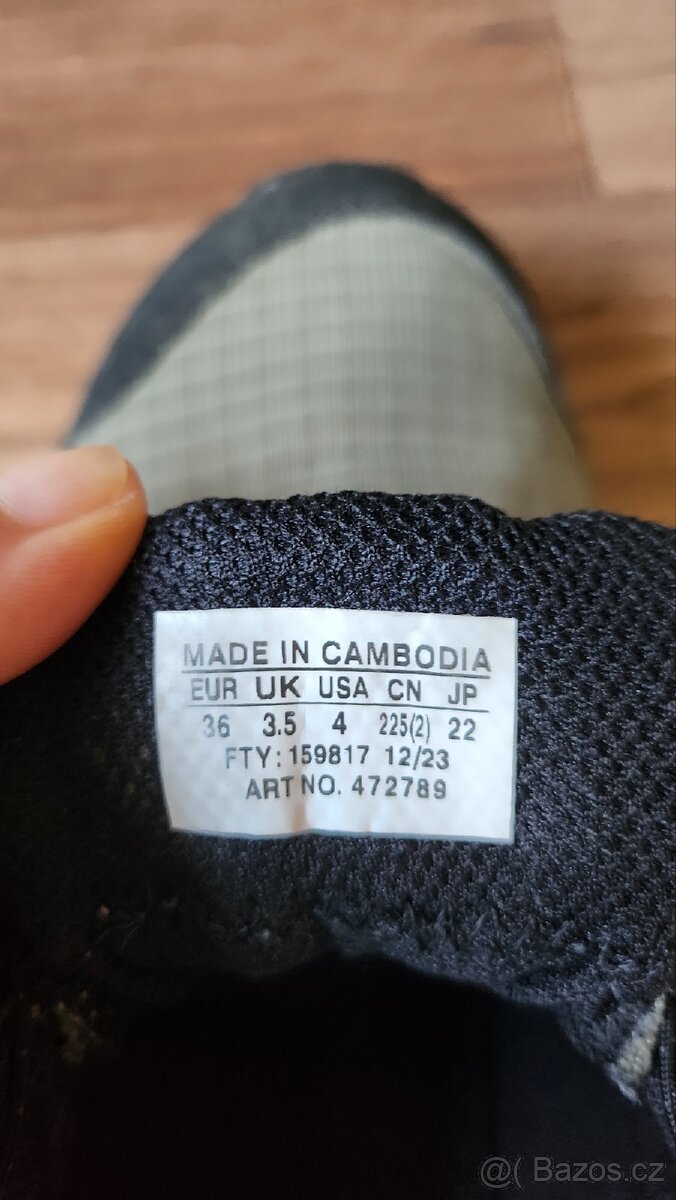 MADE IN CAMBODIA
EUR UK USA CN JP
36 3.5 4 225(2) 22
FTY: 159817 12/23
ART NO. 472789
@( Bazos.cz